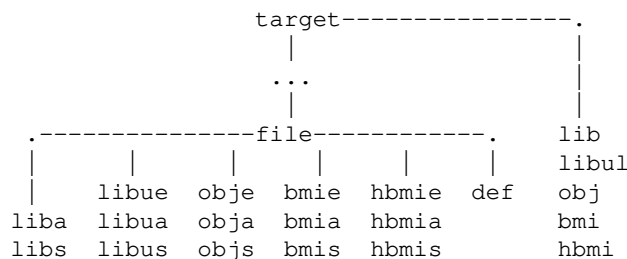 target----------------.
|                |
...               |
|                |
.---------------file------------.    lib
|      |      |     |     |     |    libul
|    libue  obje  bmie  hbmie  def   obj
liba  libua  obja  bmia  hbmia        bmi
libs  libus  objs  bmis  hbmis        hbmi